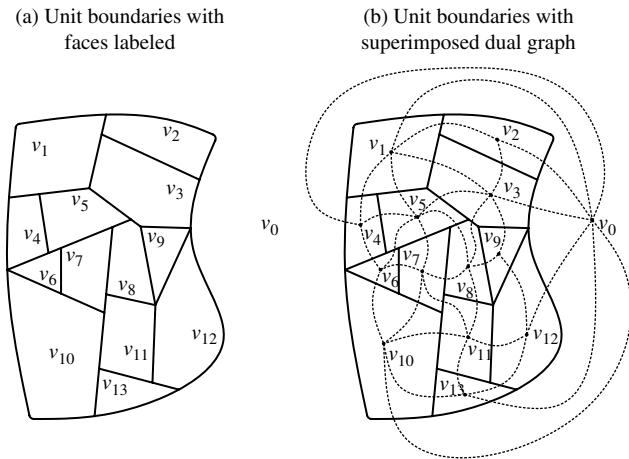 (a) Unit boundaries with
faces labeled
(b) Unit boundaries with
superimposed dual graph
v1
v2
v3
v5
v4
v0
v9
v7
v6
v8
v10
v11
v12
v13
v1
v2
v3
v5
v4
v0
v9
v7
v6
v8
v10
v11
v12
v13